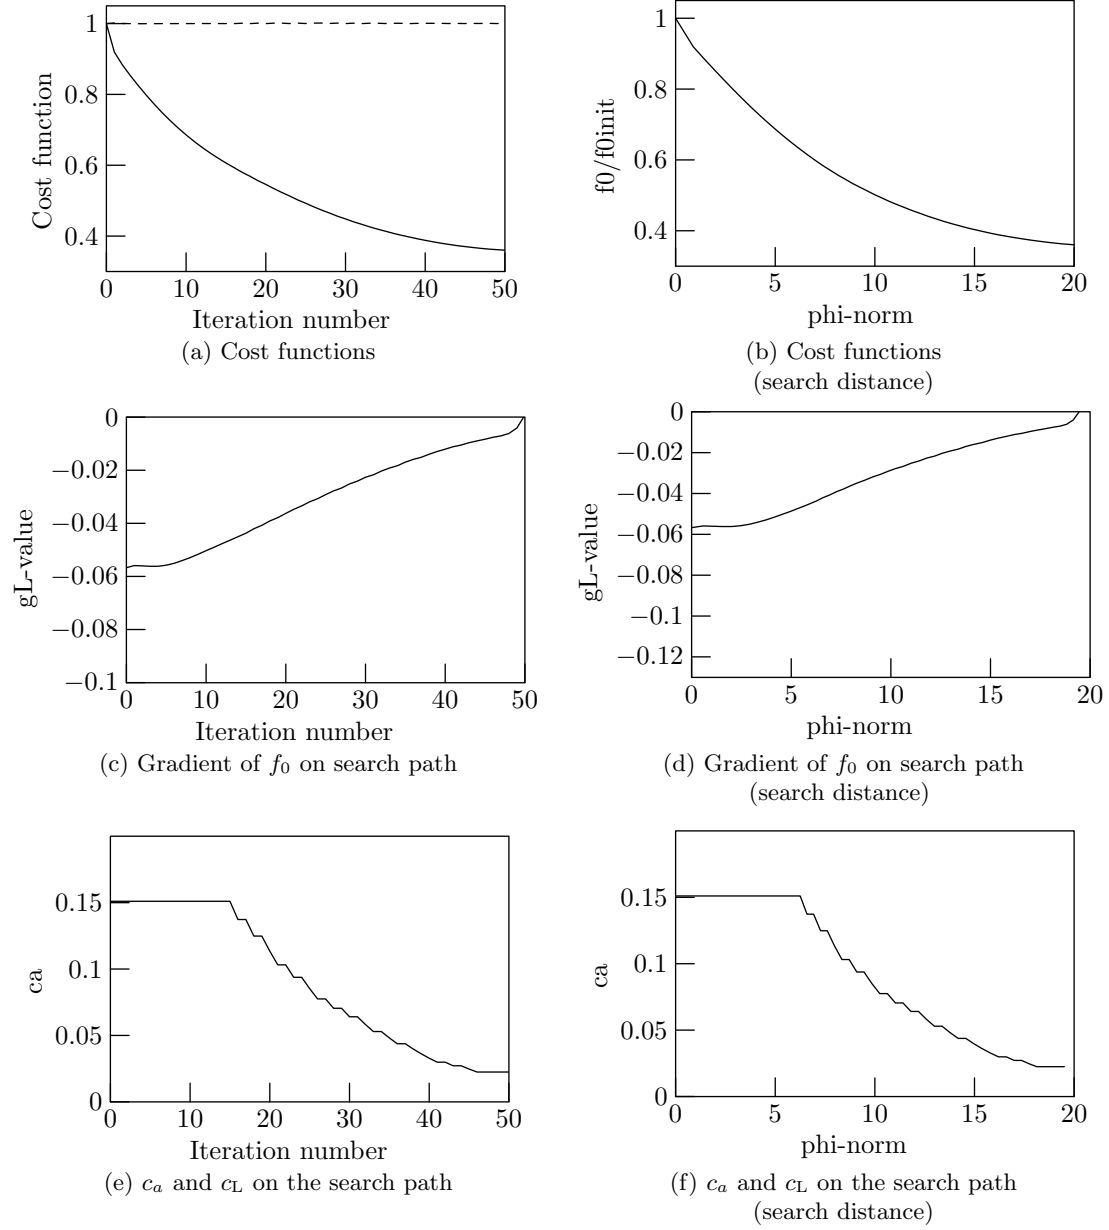 1
0.8
0.6
0.4
Cost function
0
10
20
30
40
50
Iteration number
(a) Cost functions
1
0.8
0.6
0.4
f0/f0init
0
5
10
15
20
phi-norm
(b) Cost functions
(search distance)
0
−0.02
−0.04
−0.06
−0.08
−0.1
gL-value
0
10
20
30
40
50
Iteration number
(c) Gradient of f₀ on search path
0
−0.02
−0.04
−0.06
−0.08
−0.1
−0.12
gL-value
0
5
10
15
20
phi-norm
(d) Gradient of f₀ on search path
(search distance)
0.15
0.1
0.05
0
ca
0
10
20
30
40
50
Iteration number
(e) cₐ and c_L on the search path
0.15
0.1
0.05
0
ca
0
5
10
15
20
phi-norm
(f) cₐ and c_L on the search path
(search distance)